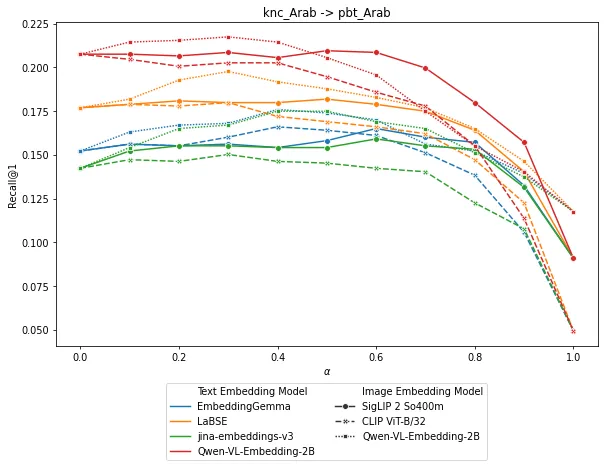 knc_Arab -> pbt_Arab
0.225
0.200
0.175
0.150
0.125
0.100
0.075
0.050
Recall@1
0.0 0.2 0.4 0.6 0.8 1.0
α
Text Embedding Model Image Embedding Model
EmbeddingGemma SigLIP 2 So400m
LaBSE CLIP ViT-B/32
jina-embeddings-v3 Qwen-VL-Embedding-2B
Qwen-VL-Embedding-2B